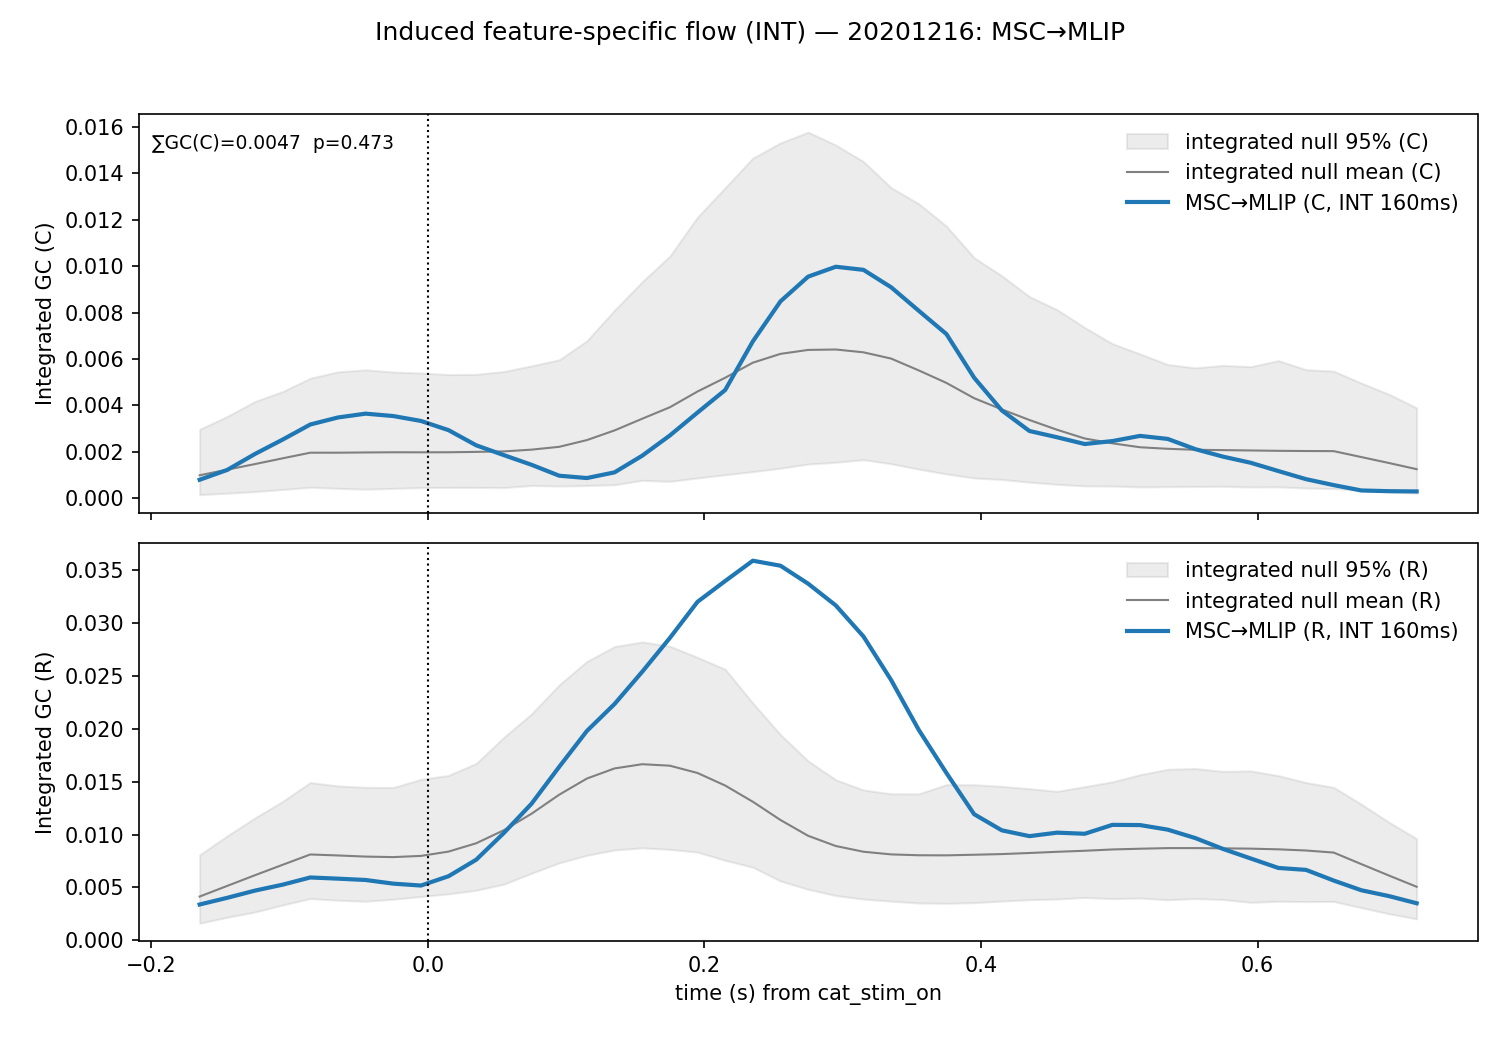 Induced feature-specific flow (INT) — 20201216: MSC→MLIP
∑GC(C)=0.0047  p=0.473
integrated null 95% (C)
integrated null mean (C)
MSC→MLIP (C, INT 160ms)
Integrated GC (C)
0.016
0.014
0.012
0.010
0.008
0.006
0.004
0.002
0.000
integrated null 95% (R)
integrated null mean (R)
MSC→MLIP (R, INT 160ms)
Integrated GC (R)
0.035
0.030
0.025
0.020
0.015
0.010
0.005
0.000
−0.2 0.0 0.2 0.4 0.6
time (s) from cat_stim_on